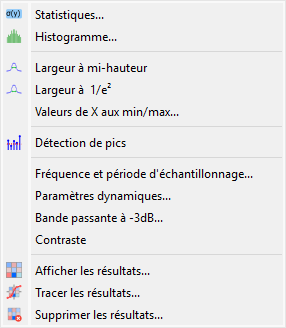 σ(y) Statistiques...
Histogramme...
Largeur à mi-hauteur
Largeur à 1/e²
Valeurs de X aux min/max...
Détection de pics
Fréquence et période d'échantillonnage...
Paramètres dynamiques...
Bande passante à -3dB...
Contraste
Afficher les résultats...
Tracer les résultats...
Supprimer les résultats...